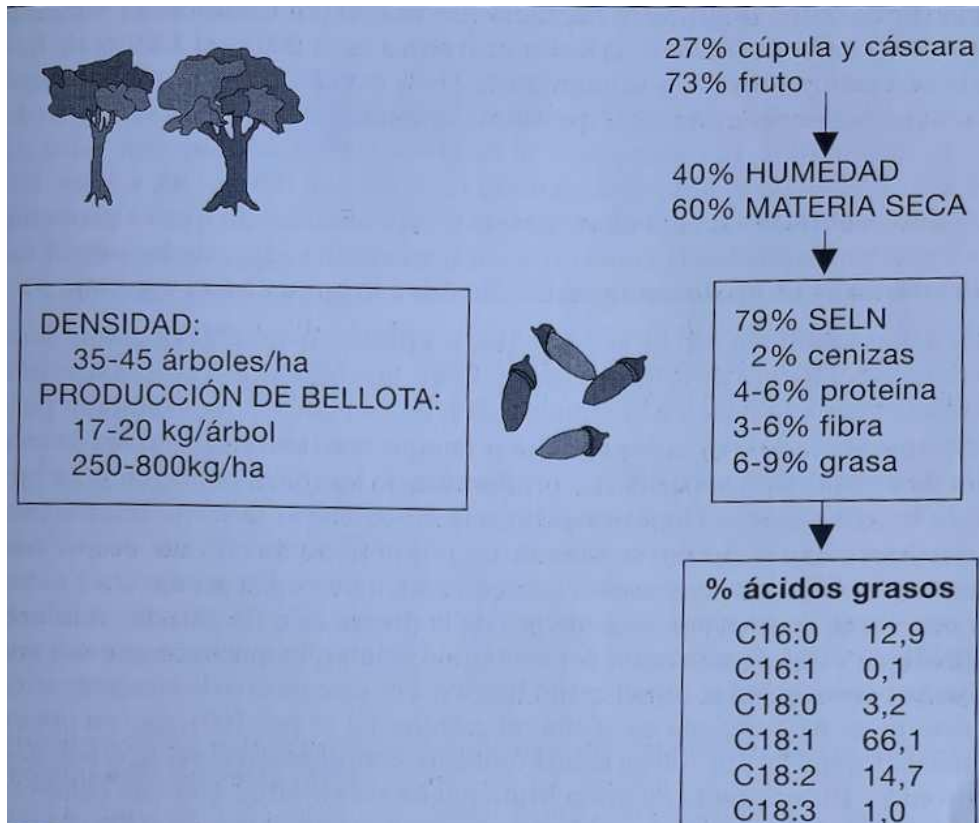 27% cúpula y cáscara
73% fruto
40% HUMEDAD
60% MATERIA SECA
DENSIDAD:
35-45 árboles/ha
PRODUCCIÓN DE BELLOTA:
17-20 kg/árbol
250-800kg/ha
79% SELN
2% cenizas
4-6% proteína
3-6% fibra
6-9% grasa
% ácidos grasos
C16:0 12,9
C16:1 0,1
C18:0 3,2
C18:1 66,1
C18:2 14,7
C18:3 1,0